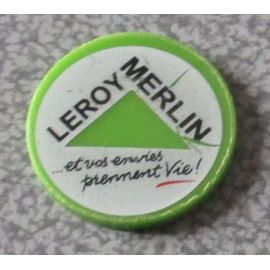 LEROY MERLIN
...et vos envies
prennent Vie !